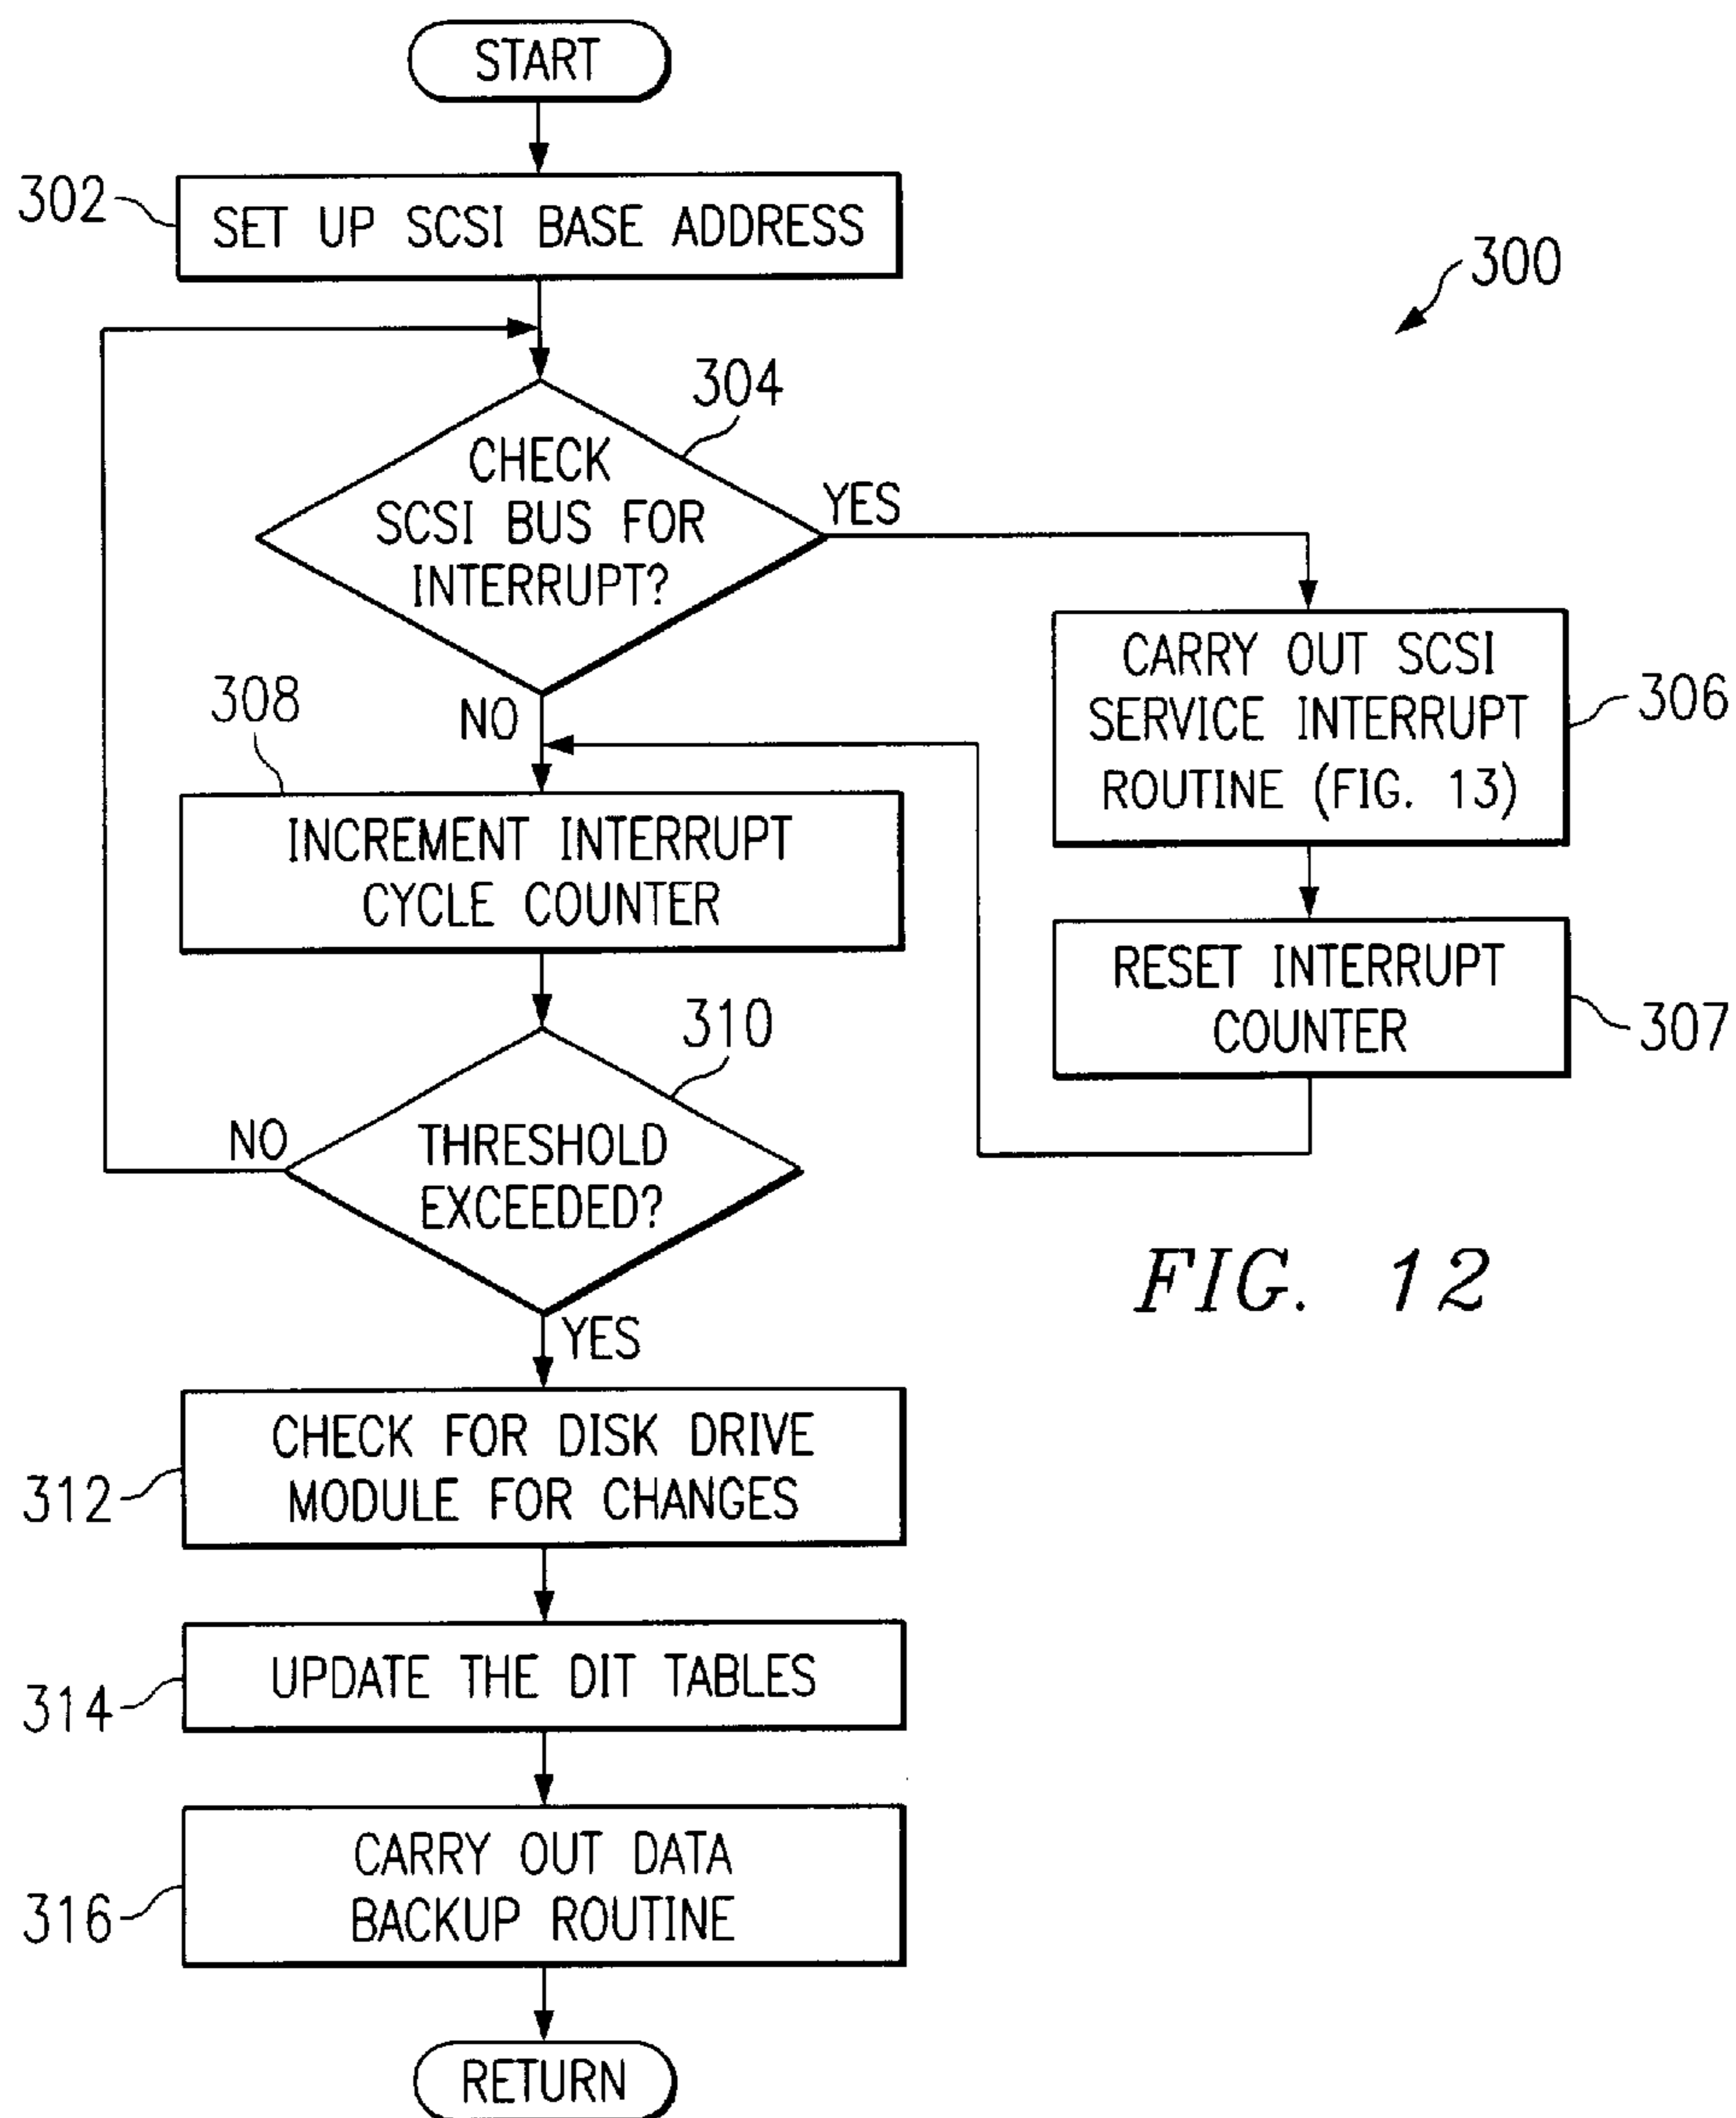 START
302
SET UP SCSI BASE ADDRESS
300
304
CHECK
SCSI BUS FOR
INTERRUPT?
YES
NO
CARRY OUT SCSI
SERVICE INTERRUPT
ROUTINE (FIG. 13)
306
308
INCREMENT INTERRUPT
CYCLE COUNTER
RESET INTERRUPT
COUNTER
307
310
NO
THRESHOLD
EXCEEDED?
YES
FIG. 12
CHECK FOR DISK DRIVE
MODULE FOR CHANGES
312
UPDATE THE DIT TABLES
314
CARRY OUT DATA
BACKUP ROUTINE
316
RETURN